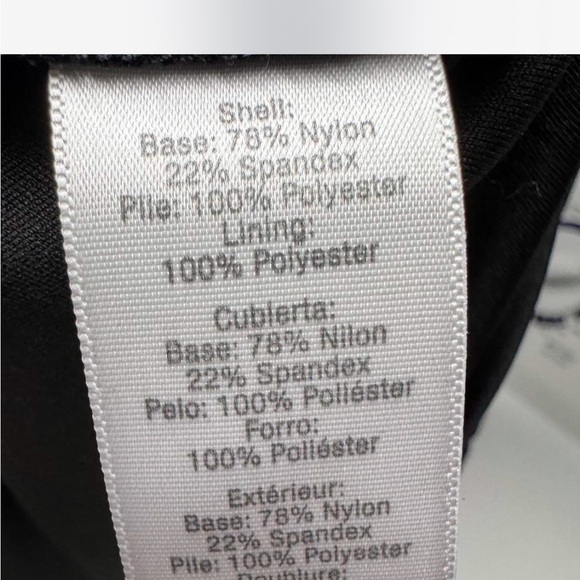 Shell:
Base: 78% Nylon
22% Spandex
Pile: 100% Polyester
Lining:
100% Polyester
Cubierta:
Base: 78% Nilon
22% Spandex
Pelo: 100% Poliéster
Forro:
100% Poliéster
Extérieur:
Base: 78% Nylon
22% Spandex
Pile: 100% Polyester
Doublure: